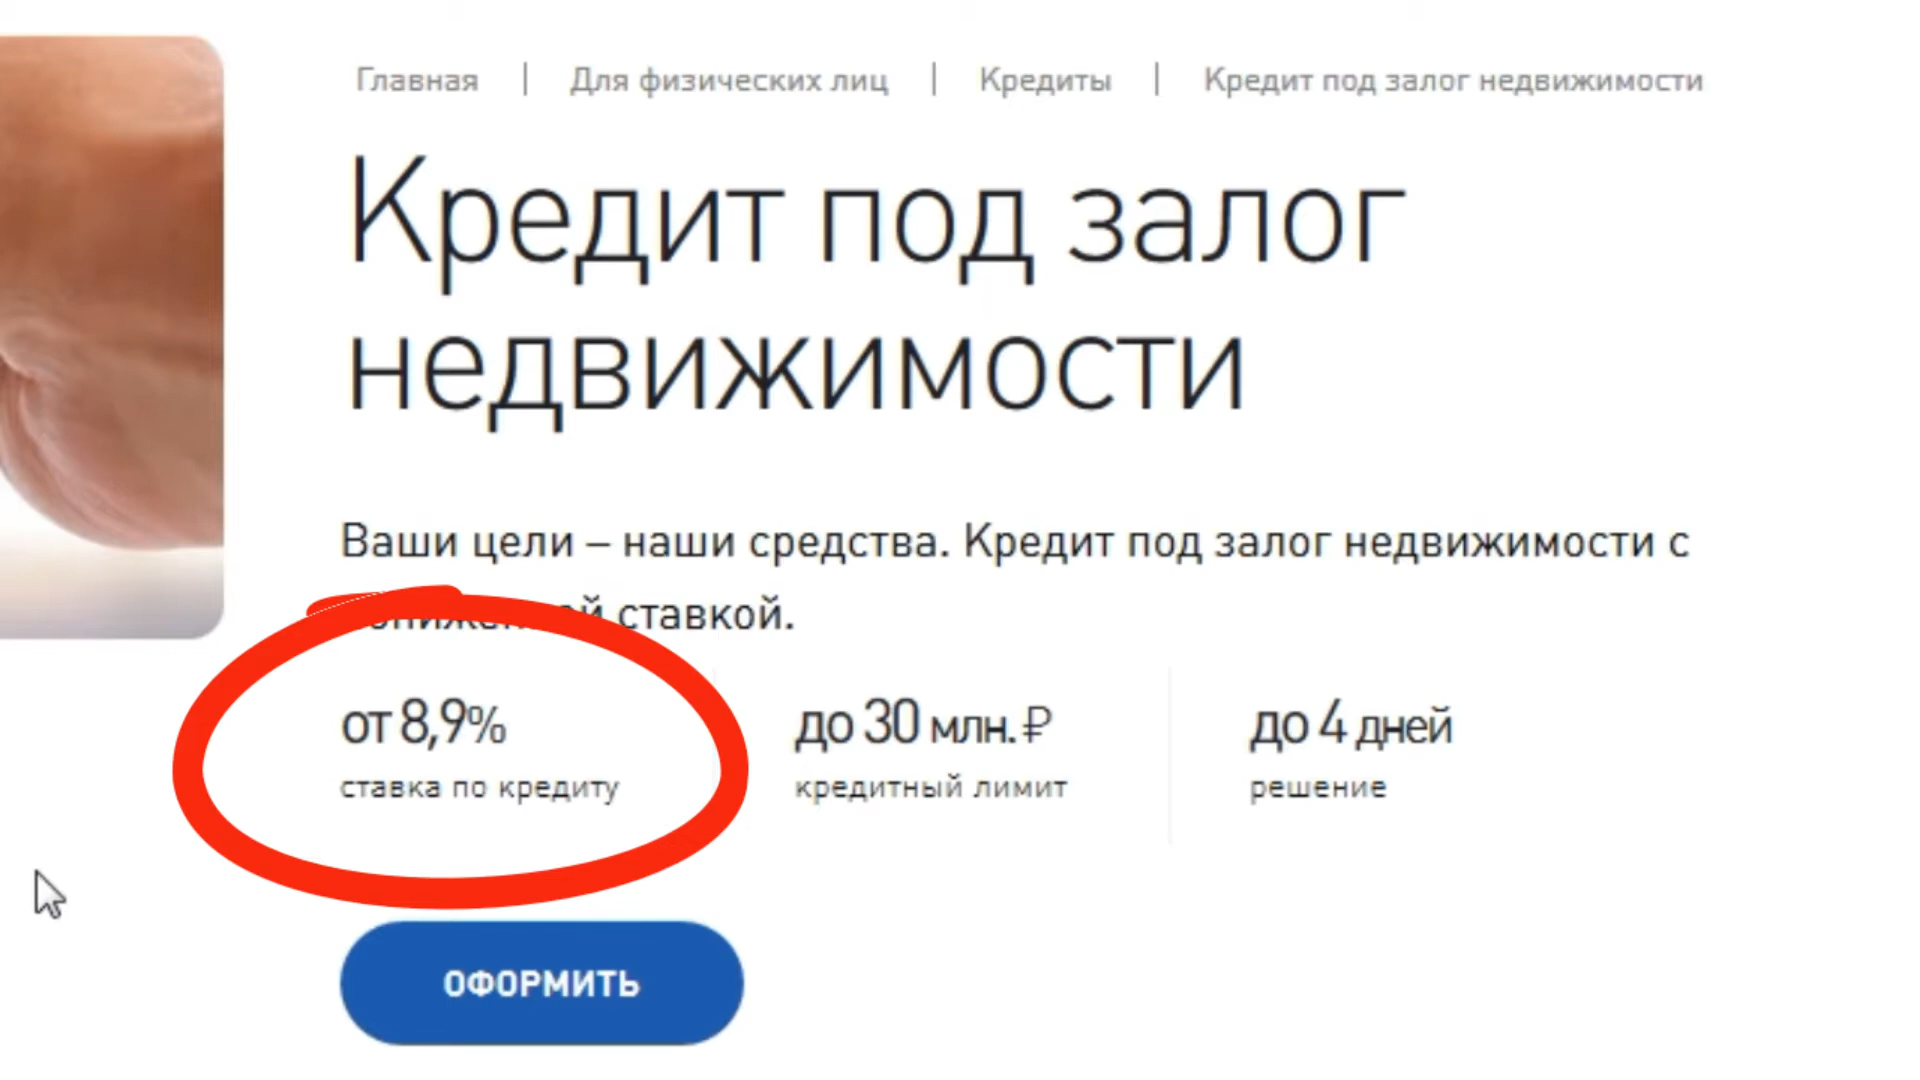 Главная | Для физических лиц | Кредиты | Кредит под залог недвижимости
Кредит под залог
недвижимости
Ваши цели – наши средства. Кредит под залог недвижимости с
ставкой.
от 8,9% до 30 млн. ₽ до 4 дней
ставка по кредиту кредитный лимит решение
ОФОРМИТЬ